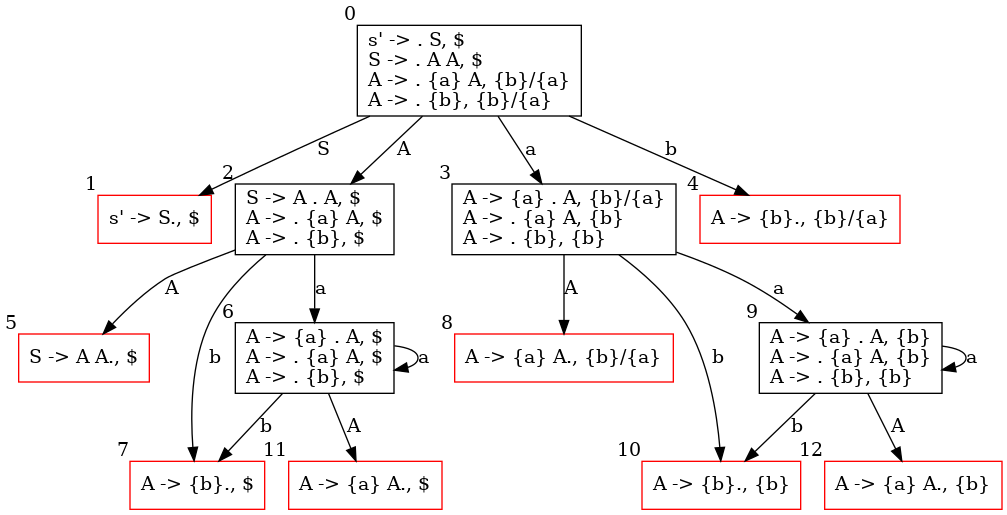 0
s' -> . S, $
S -> . A A, $
A -> . {a} A, {b}/{a}
A -> . {b}, {b}/{a}
S
A
a
b
1
s' -> S., $
2
S -> A . A, $
A -> . {a} A, $
A -> . {b}, $
3
A -> {a} . A, {b}/{a}
A -> . {a} A, {b}
A -> . {b}, {b}
4
A -> {b}., {b}/{a}
A
b
a
A
b
a
5
S -> A A., $
6
A -> {a} . A, $
A -> . {a} A, $
A -> . {b}, $
a
8
A -> {a} A., {b}/{a}
9
A -> {a} . A, {b}
A -> . {a} A, {b}
A -> . {b}, {b}
a
b
A
b
A
7
A -> {b}., $
11
A -> {a} A., $
10
A -> {b}., {b}
12
A -> {a} A., {b}